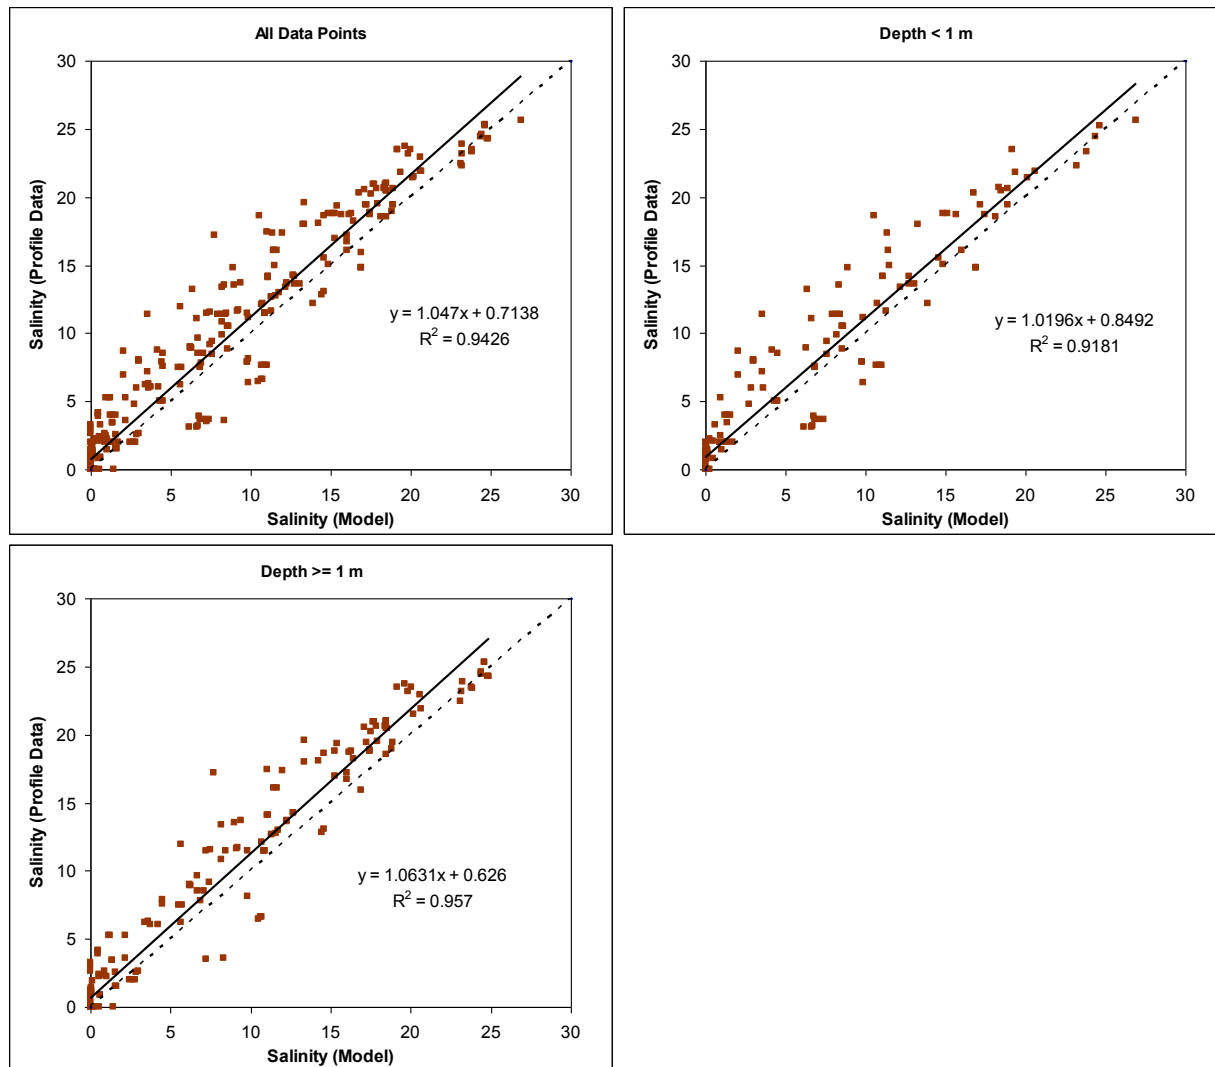 All Data Points
30
25
20
15
10
5
0
Salinity (Profile Data)
y = 1.047x + 0.7138
R² = 0.9426
0 5 10 15 20 25 30
Salinity (Model)
Depth < 1 m
30
25
20
15
10
5
0
Salinity (Profile Data)
y = 1.0196x + 0.8492
R² = 0.9181
0 5 10 15 20 25 30
Salinity (Model)
Depth >= 1 m
30
25
20
15
10
5
0
Salinity (Profile Data)
y = 1.0631x + 0.626
R² = 0.957
0 5 10 15 20 25 30
Salinity (Model)